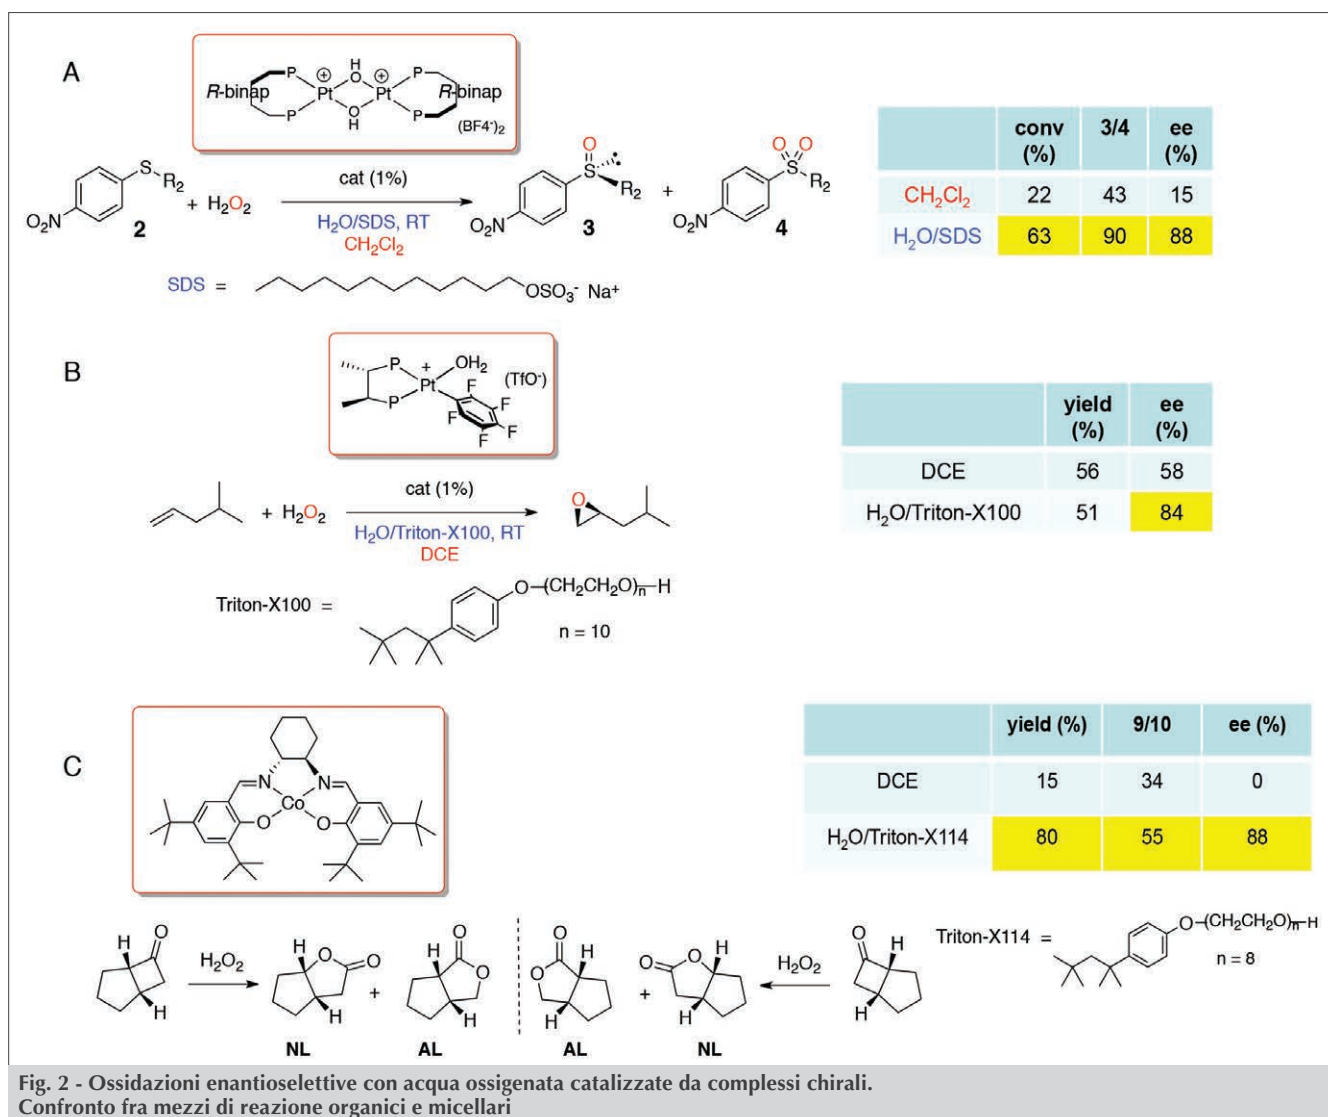 A
R-binap
P
P
Pt
⊕
H
O
O
H
⊕
Pt
P
P
R-binap
(BF4⁻)₂
NO₂
S
R₂
2
+ H₂O₂
cat (1%)
H₂O/SDS, RT
CH₂Cl₂
O
S
R₂
NO₂
3
+
O O
S
R₂
NO₂
4
conv (%) 3/4 ee (%)
CH₂Cl₂ 22 43 15
H₂O/SDS 63 90 88
SDS =
OSO₃⁻ Na⁺
B
P
P
+
Pt
OH₂
F
F
F
F
F
(TfO⁻)
+ H₂O₂
cat (1%)
H₂O/Triton-X100, RT
DCE
O
yield (%) ee (%)
DCE 56 58
H₂O/Triton-X100 51 84
Triton-X100 =
O-(CH₂CH₂O)n-H
n = 10
C
N
N
Co
O
O
yield (%) 9/10 ee (%)
DCE 15 34 0
H₂O/Triton-X114 80 55 88
H
O
H
H₂O₂
H
O
O
H
NL
+
H
O
O
H
AL
O
H
O
H
AL
+
O
O
H
H
NL
H₂O₂
O
H
H
Triton-X114 =
O-(CH₂CH₂O)n-H
n = 8
Fig. 2 - Ossidazioni enantioselettive con acqua ossigenata catalizzate da complessi chirali.
Confronto fra mezzi di reazione organici e micellari